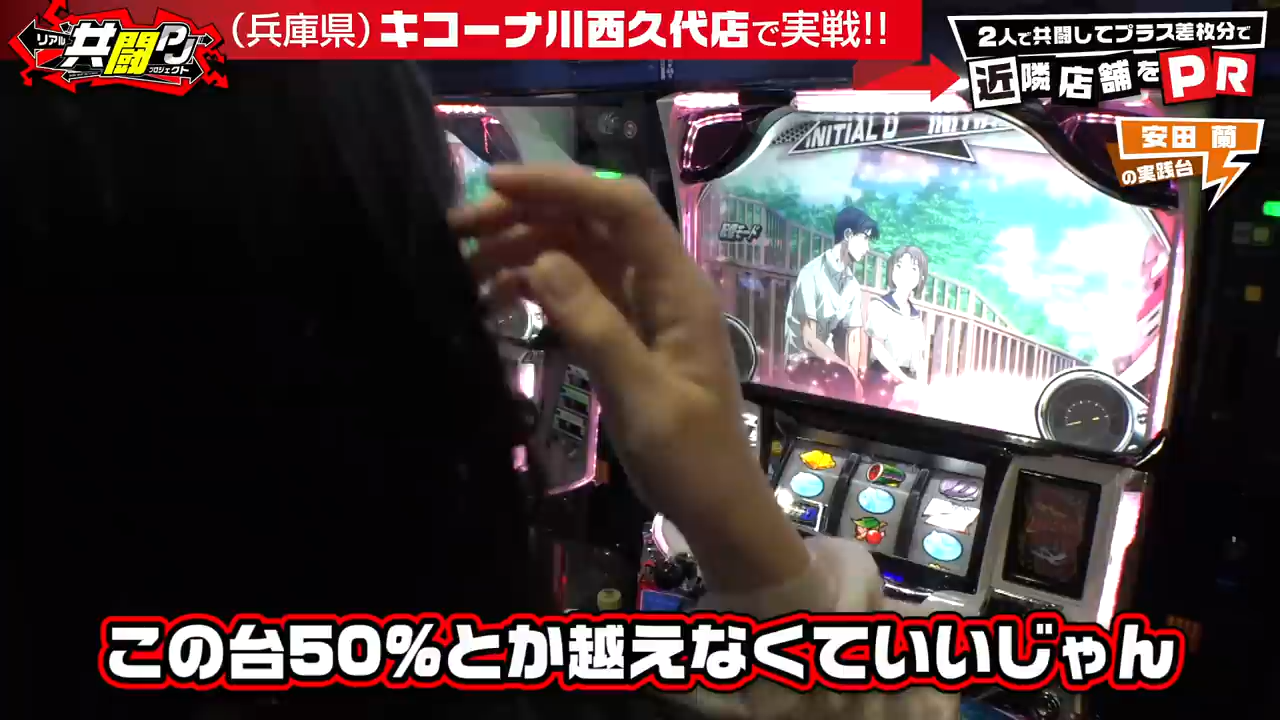 リアル共闘PJ
プロジェクト
(兵庫県)キコーナ川西久代店で実戦!!
2人で共闘してプラス差枚分で
近隣店舗をPR
安田 蘭
の実践台
INITIAL D
この台50%とか越えなくていいじゃん